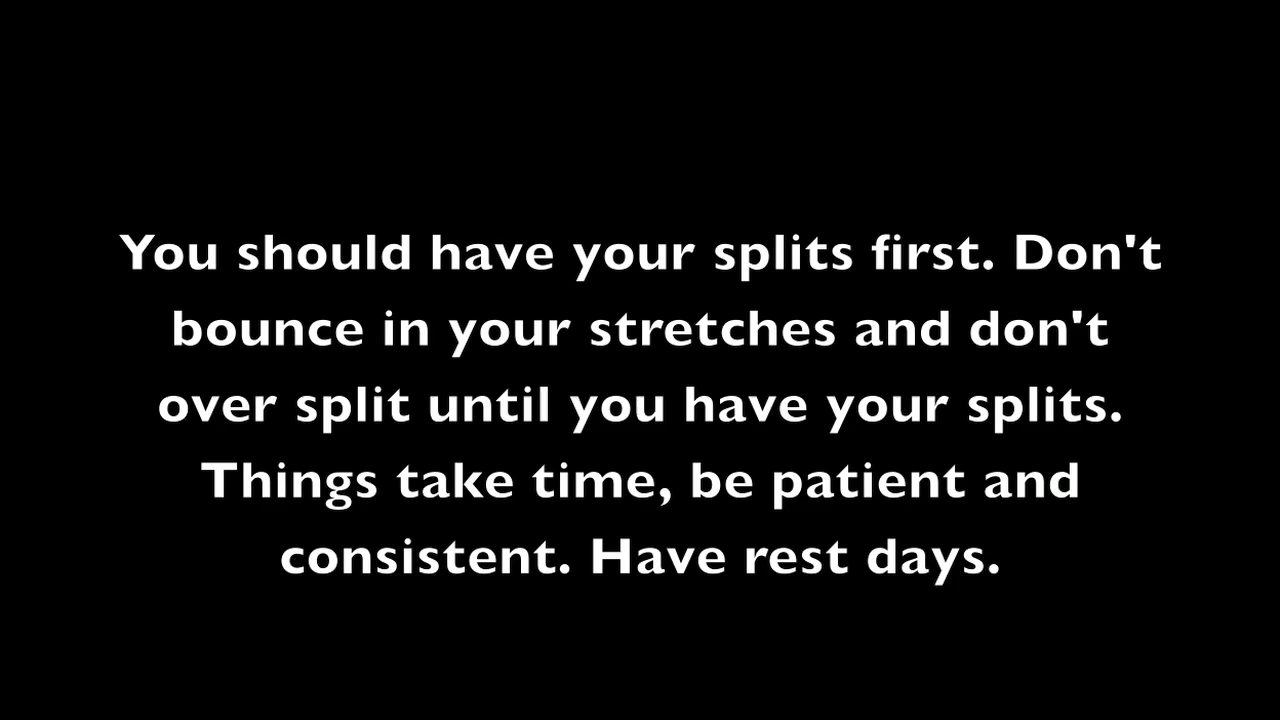 You should have your splits first. Don't
bounce in your stretches and don't
over split until you have your splits.
Things take time, be patient and
consistent. Have rest days.